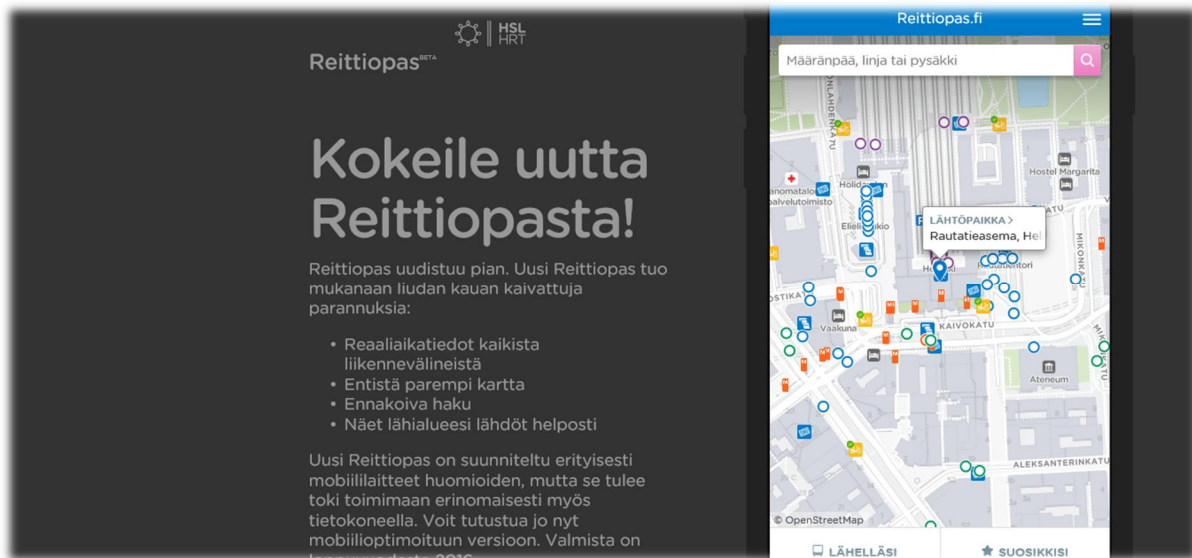 HSL
HRT
Reittiopas BETA
Kokeile uutta
Reittiopasta!
Reittiopas uudistuu pian. Uusi Reittiopas tuo
mukanaan liudan kauan kaivattuja
parannuksia:
• Reaaliaikatiedot kaikista
liikennevälineistä
• Entistä parempi kartta
• Ennakoiva haku
• Näet lähialueesi lähdöt helposti
Uusi Reittiopas on suunniteltu erityisesti
mobiililaitteet huomioiden, mutta se tulee
toki toimimaan erinomaisesti myös
tietokoneella. Voit tutustua jo nyt
mobiilioptimoituun versioon. Valmista on
Reittiopas.fi
Määränpää, linja tai pysäkki
Hostel Margarita
LÄHTÖPAIKKA >
Rautatieasema, Hel
MIKONKATU
Vaakuna
KAIVOKATU
Ateneum
ALEKSANTERINKATU
© OpenStreetMap
LÄHELLÄSI
SUOSIKKISI